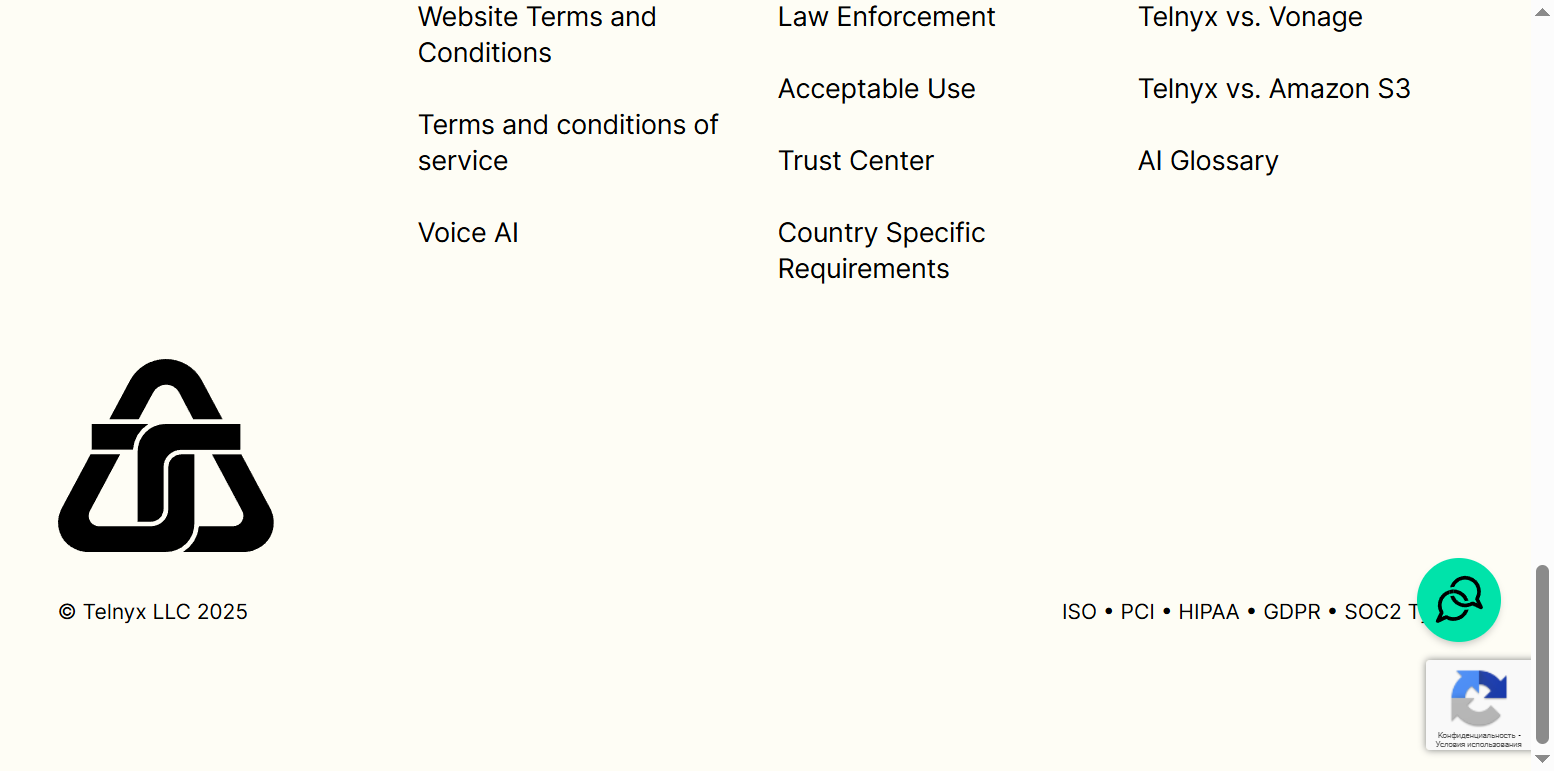 Website Terms and
Conditions
Terms and conditions of
service
Voice AI
Law Enforcement
Acceptable Use
Trust Center
Country Specific
Requirements
Telnyx vs. Vonage
Telnyx vs. Amazon S3
AI Glossary
© Telnyx LLC 2025
ISO • PCI • HIPAA • GDPR • SOC2
Конфиденциальность -
Условия использования